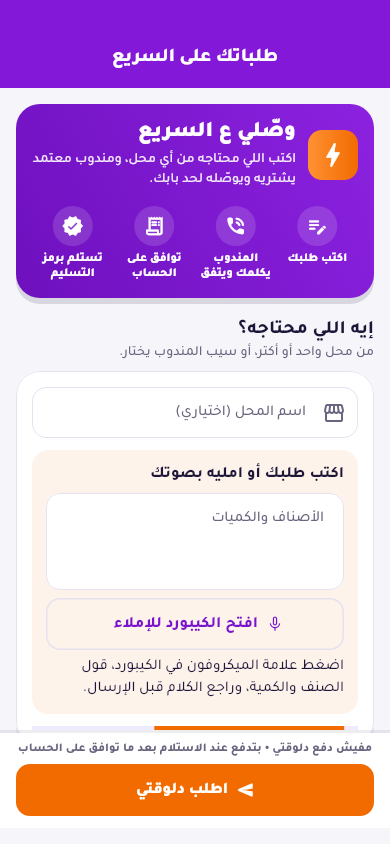 طلباتك على السريع
وصّلي ع السريع
اكتب اللي محتاجه من أي محل، ومندوب معتمد
يشتريه ويوصّله لحد بابك.
اكتب طلبك
المندوب
يكلمك ويتفق
توافق على
الحساب
تستلم برمز
التسليم
إيه اللي محتاجه؟
من محل واحد أو أكتر، أو سيب المندوب يختار.
اسم المحل (اختياري)
اكتب طلبك أو امليه بصوتك
الأصناف والكميات
افتح الكيبورد للإملاء
اضغط علامة الميكروفون في الكيبورد، قول
الصنف والكمية، وراجع الكلام قبل الإرسال.
مفيش دفع دلوقتي • بتدفع عند الاستلام بعد ما توافق على الحساب
اطلب دلوقتي